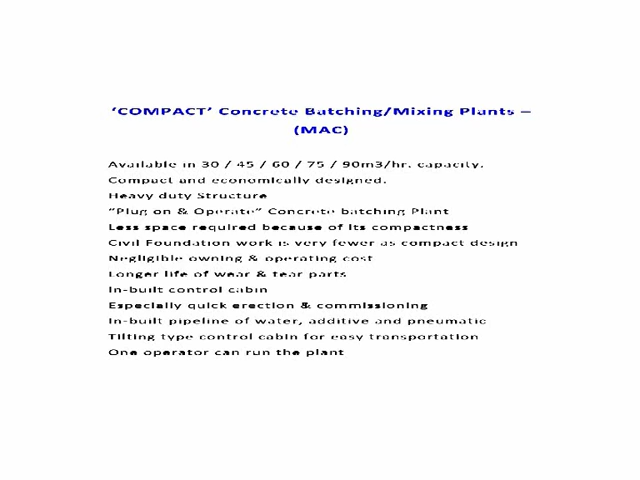 ‘COMPACT’ Concrete Batching/Mixing Plants –
(MAC)
Available in 30 / 45 / 60 / 75 / 90m3/hr. capacity.
Compact and economically designed.
Heavy duty Structure
“Plug on & Operate” Concrete batching Plant
Less space required because of its compactness
Civil Foundation work is very fewer as compact design
Negligible owning & operating cost
Longer life of wear & tear parts
In-built control cabin
Especially quick erection & commissioning
In-built pipeline of water, additive and pneumatic
Tilting type control cabin for easy transportation
One operator can run the plant